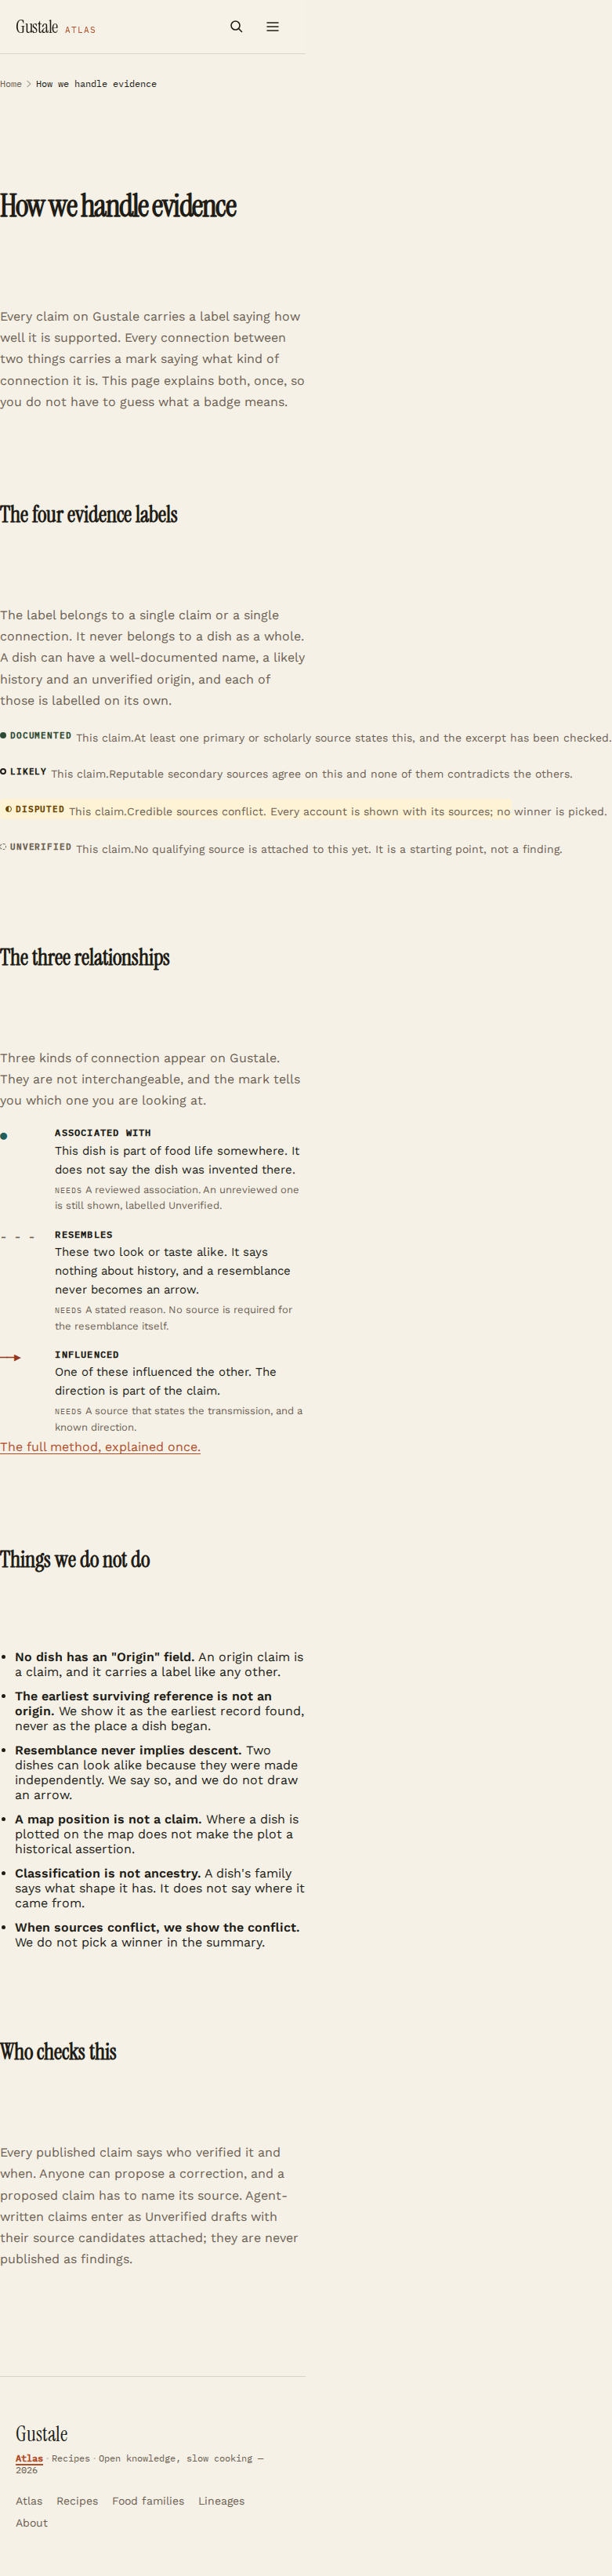 Gustale ATLAS
Home > How we handle evidence
How we handle evidence
Every claim on Gustale carries a label saying how
well it is supported. Every connection between
two things carries a mark saying what kind of
connection it is. This page explains both, once, so
you do not have to guess what a badge means.
The four evidence labels
The label belongs to a single claim or a single
connection. It never belongs to a dish as a whole.
A dish can have a well-documented name, a likely
history and an unverified origin, and each of
those is labelled on its own.
DOCUMENTED This claim.At least one primary or scholarly source states this, and the excerpt has been checked.
LIKELY This claim.Reputable secondary sources agree on this and none of them contradicts the others.
DISPUTED This claim.Credible sources conflict. Every account is shown with its sources; no winner is picked.
UNVERIFIED This claim.No qualifying source is attached to this yet. It is a starting point, not a finding.
The three relationships
Three kinds of connection appear on Gustale.
They are not interchangeable, and the mark tells
you which one you are looking at.
ASSOCIATED WITH
This dish is part of food life somewhere. It
does not say the dish was invented there.
NEEDS A reviewed association. An unreviewed one
is still shown, labelled Unverified.
RESEMBLES
These two look or taste alike. It says
nothing about history, and a resemblance
never becomes an arrow.
NEEDS A stated reason. No source is required for
the resemblance itself.
INFLUENCED
One of these influenced the other. The
direction is part of the claim.
NEEDS A source that states the transmission, and a
known direction.
The full method, explained once.
Things we do not do
• No dish has an "Origin" field. An origin claim is
a claim, and it carries a label like any other.
• The earliest surviving reference is not an
origin. We show it as the earliest record found,
never as the place a dish began.
• Resemblance never implies descent. Two
dishes can look alike because they were made
independently. We say so, and we do not draw
an arrow.
• A map position is not a claim. Where a dish is
plotted on the map does not make the plot a
historical assertion.
• Classification is not ancestry. A dish's family
says what shape it has. It does not say where it
came from.
• When sources conflict, we show the conflict.
We do not pick a winner in the summary.
Who checks this
Every published claim says who verified it and
when. Anyone can propose a correction, and a
proposed claim has to name its source. Agent-
written claims enter as Unverified drafts with
their source candidates attached; they are never
published as findings.
Gustale
Atlas · Recipes · Open knowledge, slow cooking —
2026
Atlas Recipes Food families Lineages
About